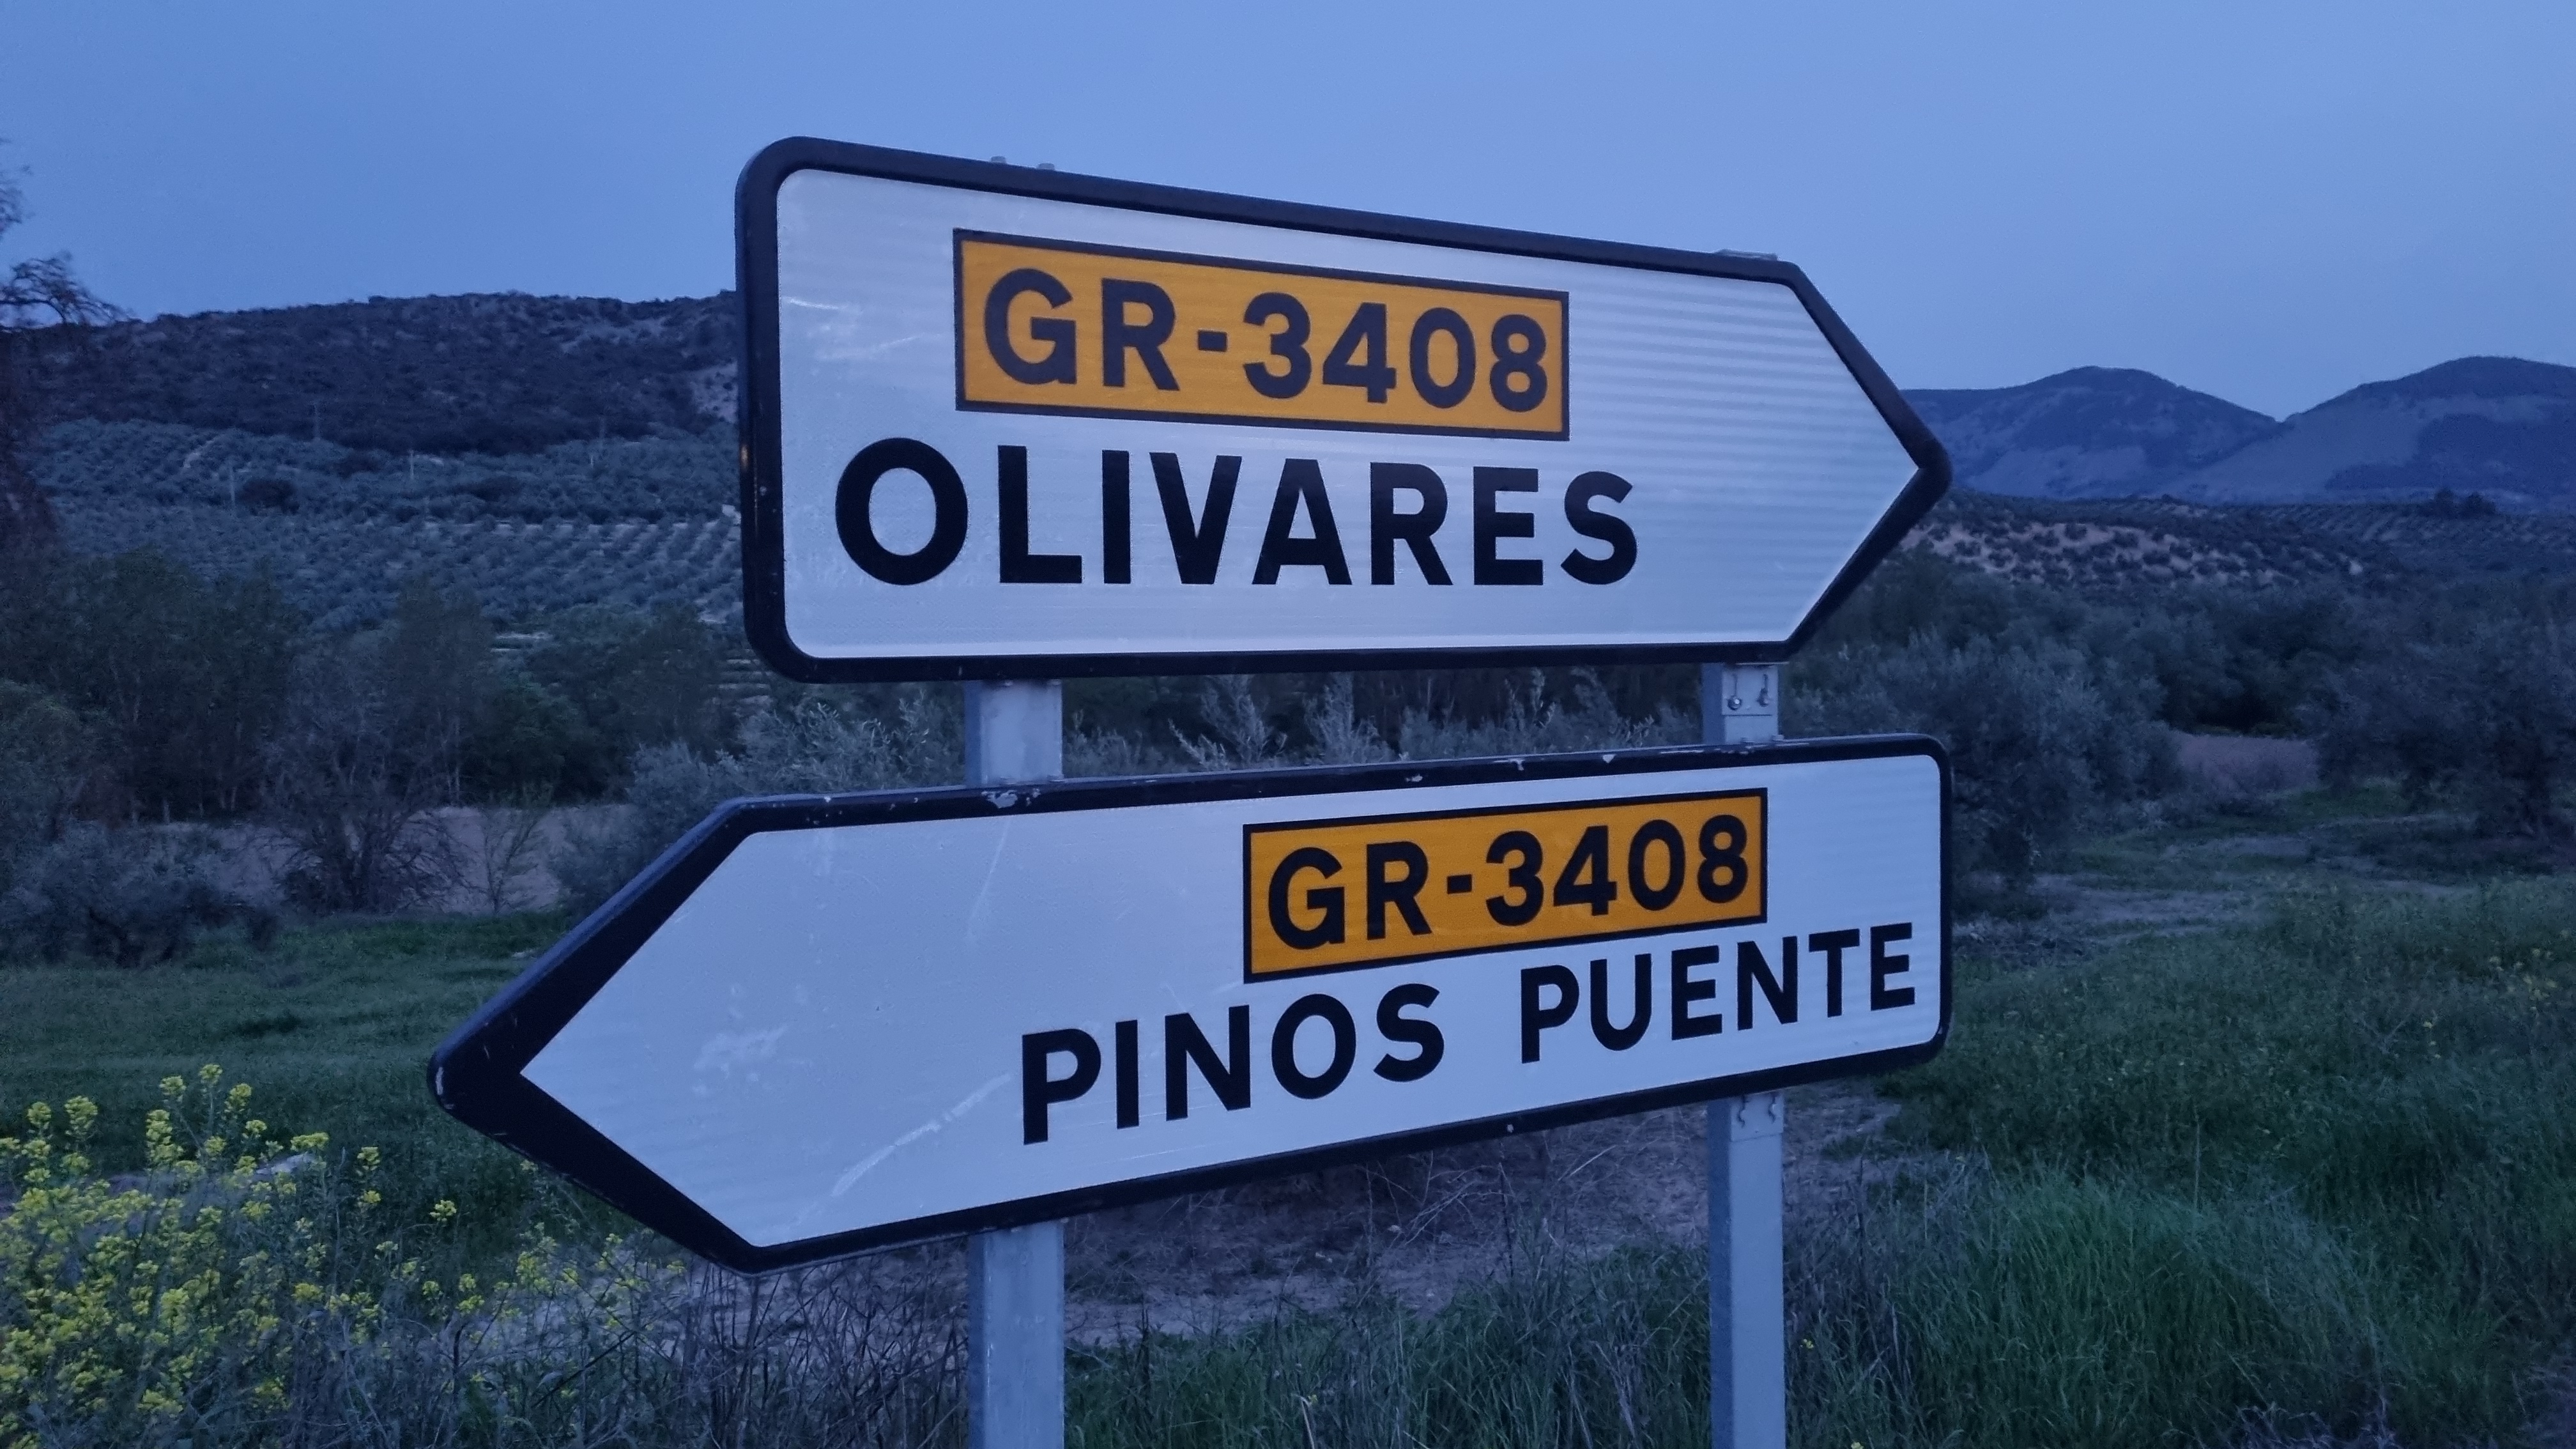 GR-3408
OLIVARES
GR-3408
PINOS PUENTE